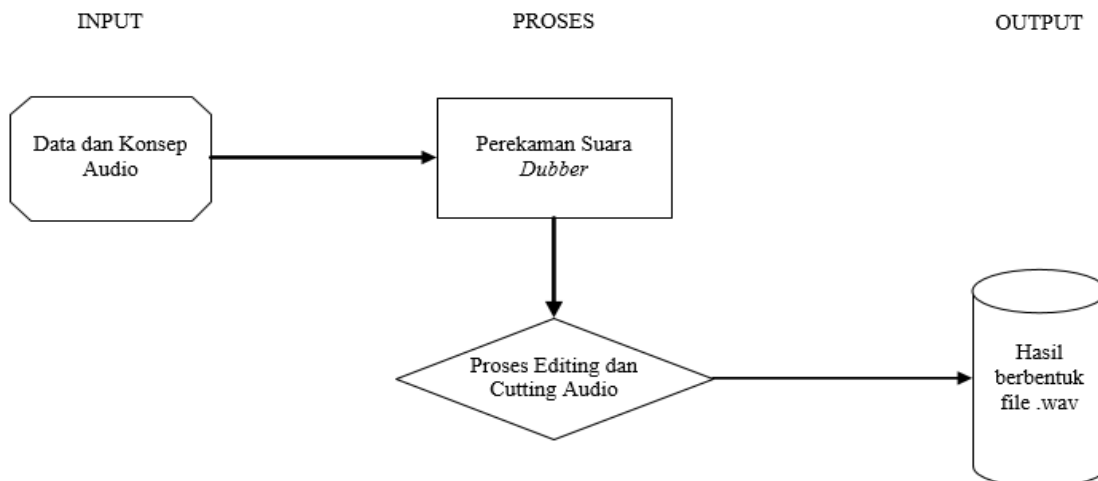 INPUT
PROSES
OUTPUT
Data dan Konsep
Audio
Perekaman Suara
Dubber
Proses Editing dan
Cutting Audio
Hasil
berbentuk
file .wav